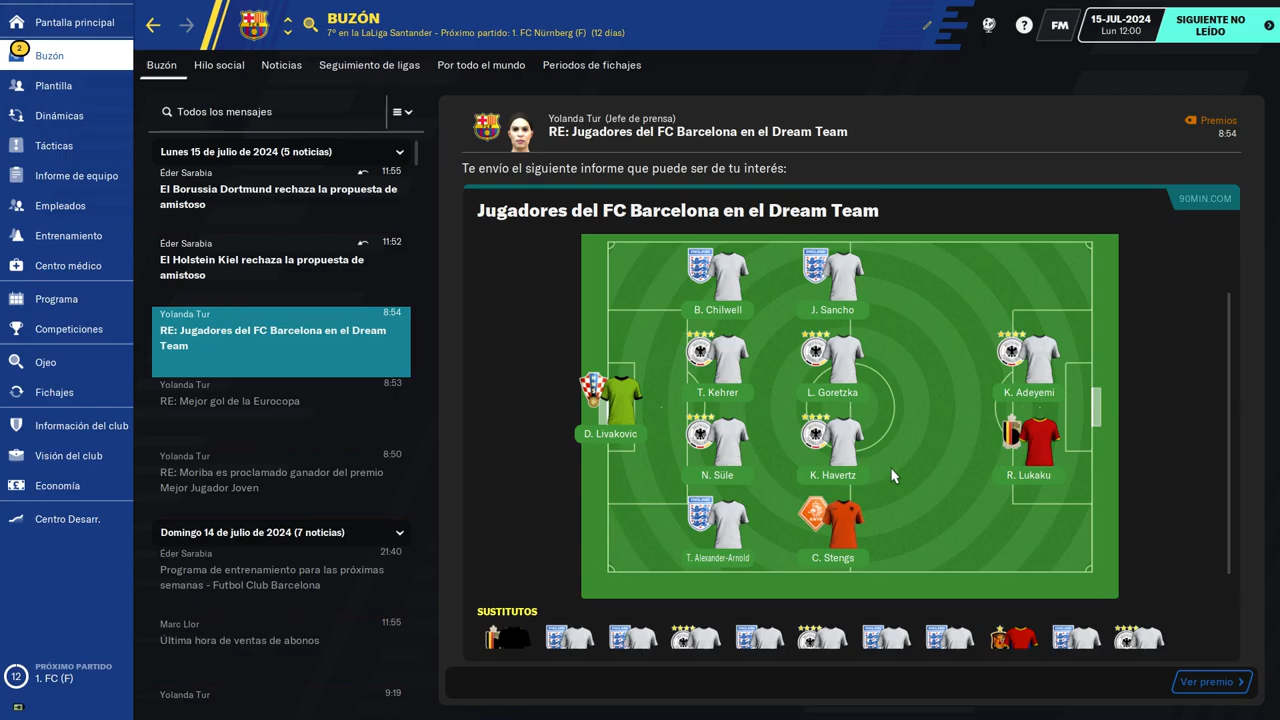 Pantalla principal
2
Buzón
Plantilla
Dinámicas
Tácticas
Informe de equipo
Empleados
Entrenamiento
Centro médico
Programa
Competiciones
Ojeo
Fichajes
Información del club
Visión del club
Economía
Centro Desarr.
12
PRÓXIMO PARTIDO
1. FC (F)
BUZÓN
7º en la LaLiga Santander - Próximo partido: 1. FC Nürnberg (F) (12 días)
FM
15-JUL-2024
Lun 12:00
SIGUIENTE NO
LEÍDO
Buzón
Hilo social
Noticias
Seguimiento de ligas
Por todo el mundo
Periodos de fichajes
Todos los mensajes
Lunes 15 de julio de 2024 (5 noticias)
Éder Sarabia 11:55
El Borussia Dortmund rechaza la propuesta de
amistoso
Éder Sarabia 11:52
El Holstein Kiel rechaza la propuesta de
amistoso
Yolanda Tur 8:54
RE: Jugadores del FC Barcelona en el Dream
Team
Yolanda Tur 8:53
RE: Mejor gol de la Eurocopa
Yolanda Tur 8:50
RE: Moriba es proclamado ganador del premio
Mejor Jugador Joven
Domingo 14 de julio de 2024 (7 noticias)
Éder Sarabia 21:40
Programa de entrenamiento para las próximas
semanas - Futbol Club Barcelona
Marc Llor 11:55
Última hora de ventas de abonos
Yolanda Tur 9:19
Yolanda Tur (Jefe de prensa)
RE: Jugadores del FC Barcelona en el Dream Team
Premios
8:54
Te envío el siguiente informe que puede ser de tu interés:
90MIN.COM
Jugadores del FC Barcelona en el Dream Team
ENGLAND
ENGLAND
B. Chilwell
J. Sancho
T. Kehrer
L. Goretzka
K. Adeyemi
D. Livakovic
N. Süle
K. Havertz
R. Lukaku
ENGLAND
T. Alexander-Arnold
C. Stengs
SUSTITUTOS
Ver premio